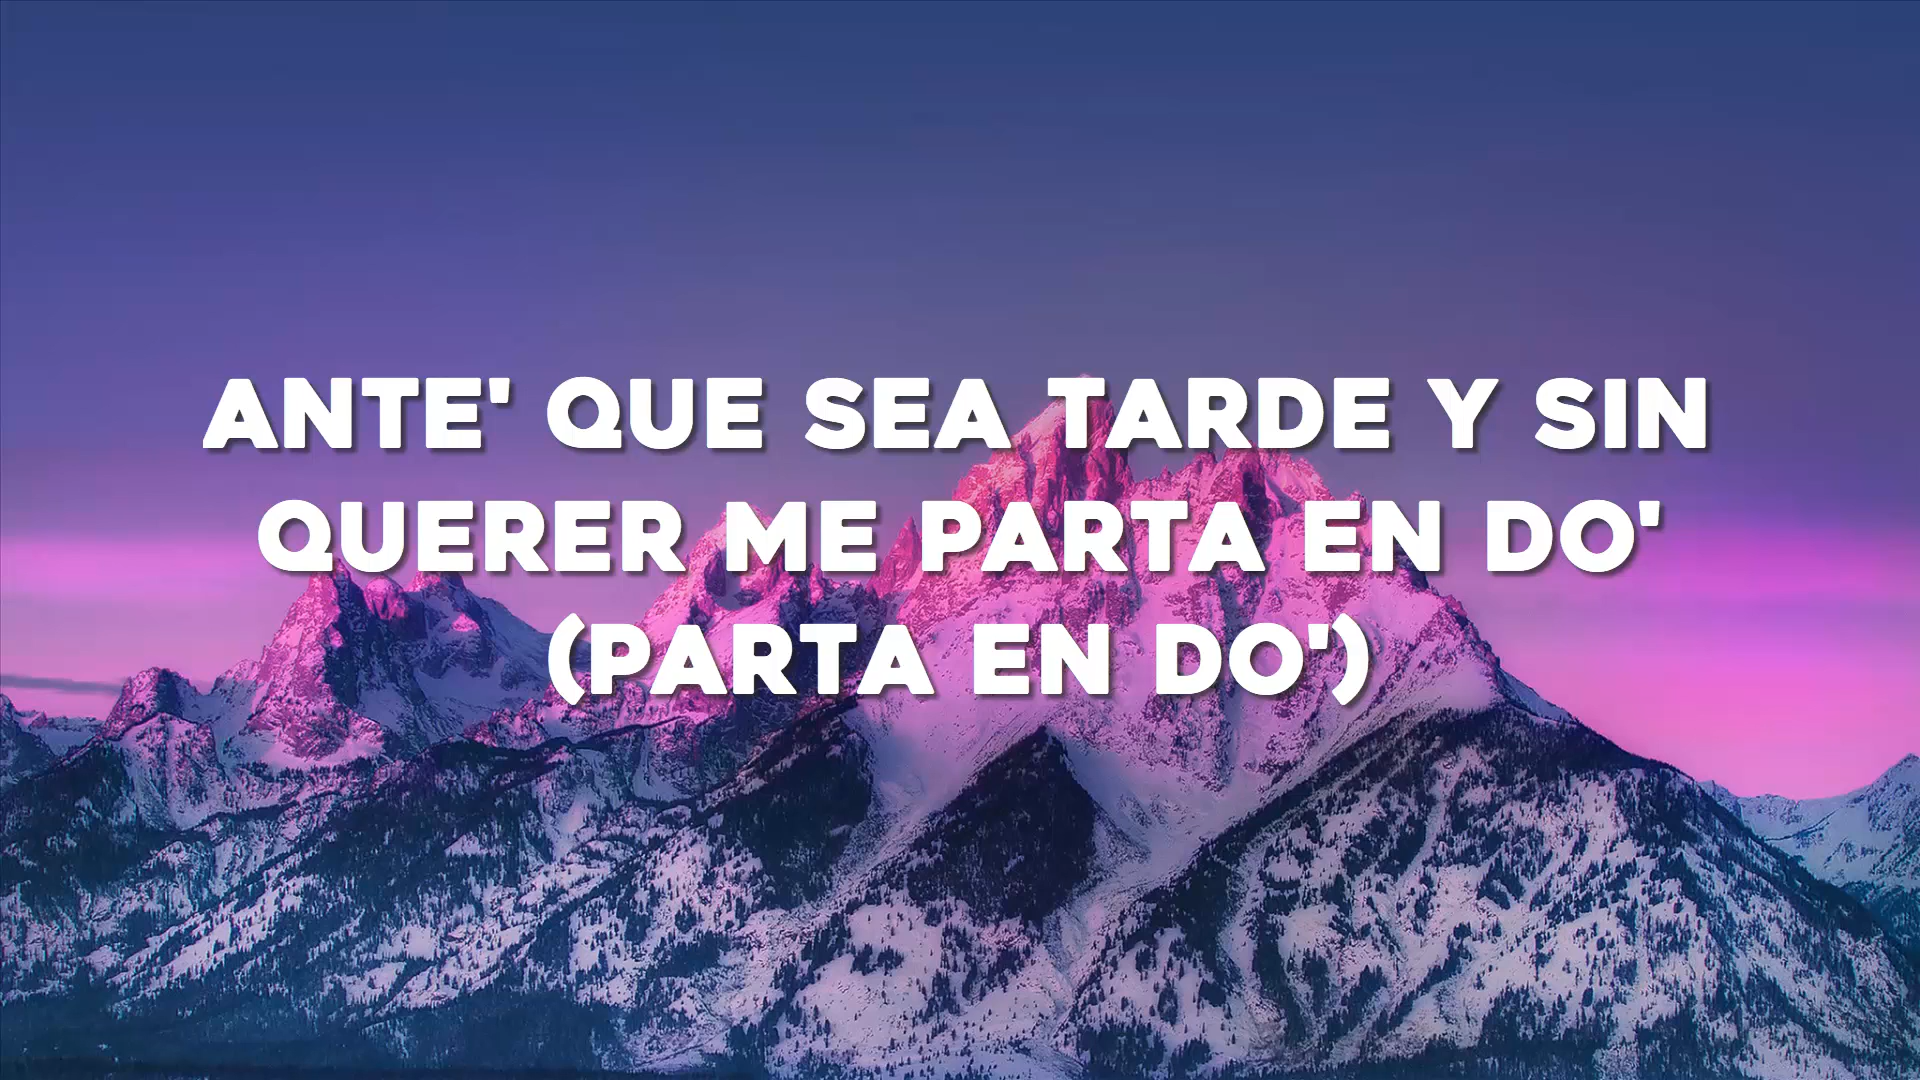 ANTE' QUE SEA TARDE Y SIN
QUERER ME PARTA EN DO'
(PARTA EN DO')